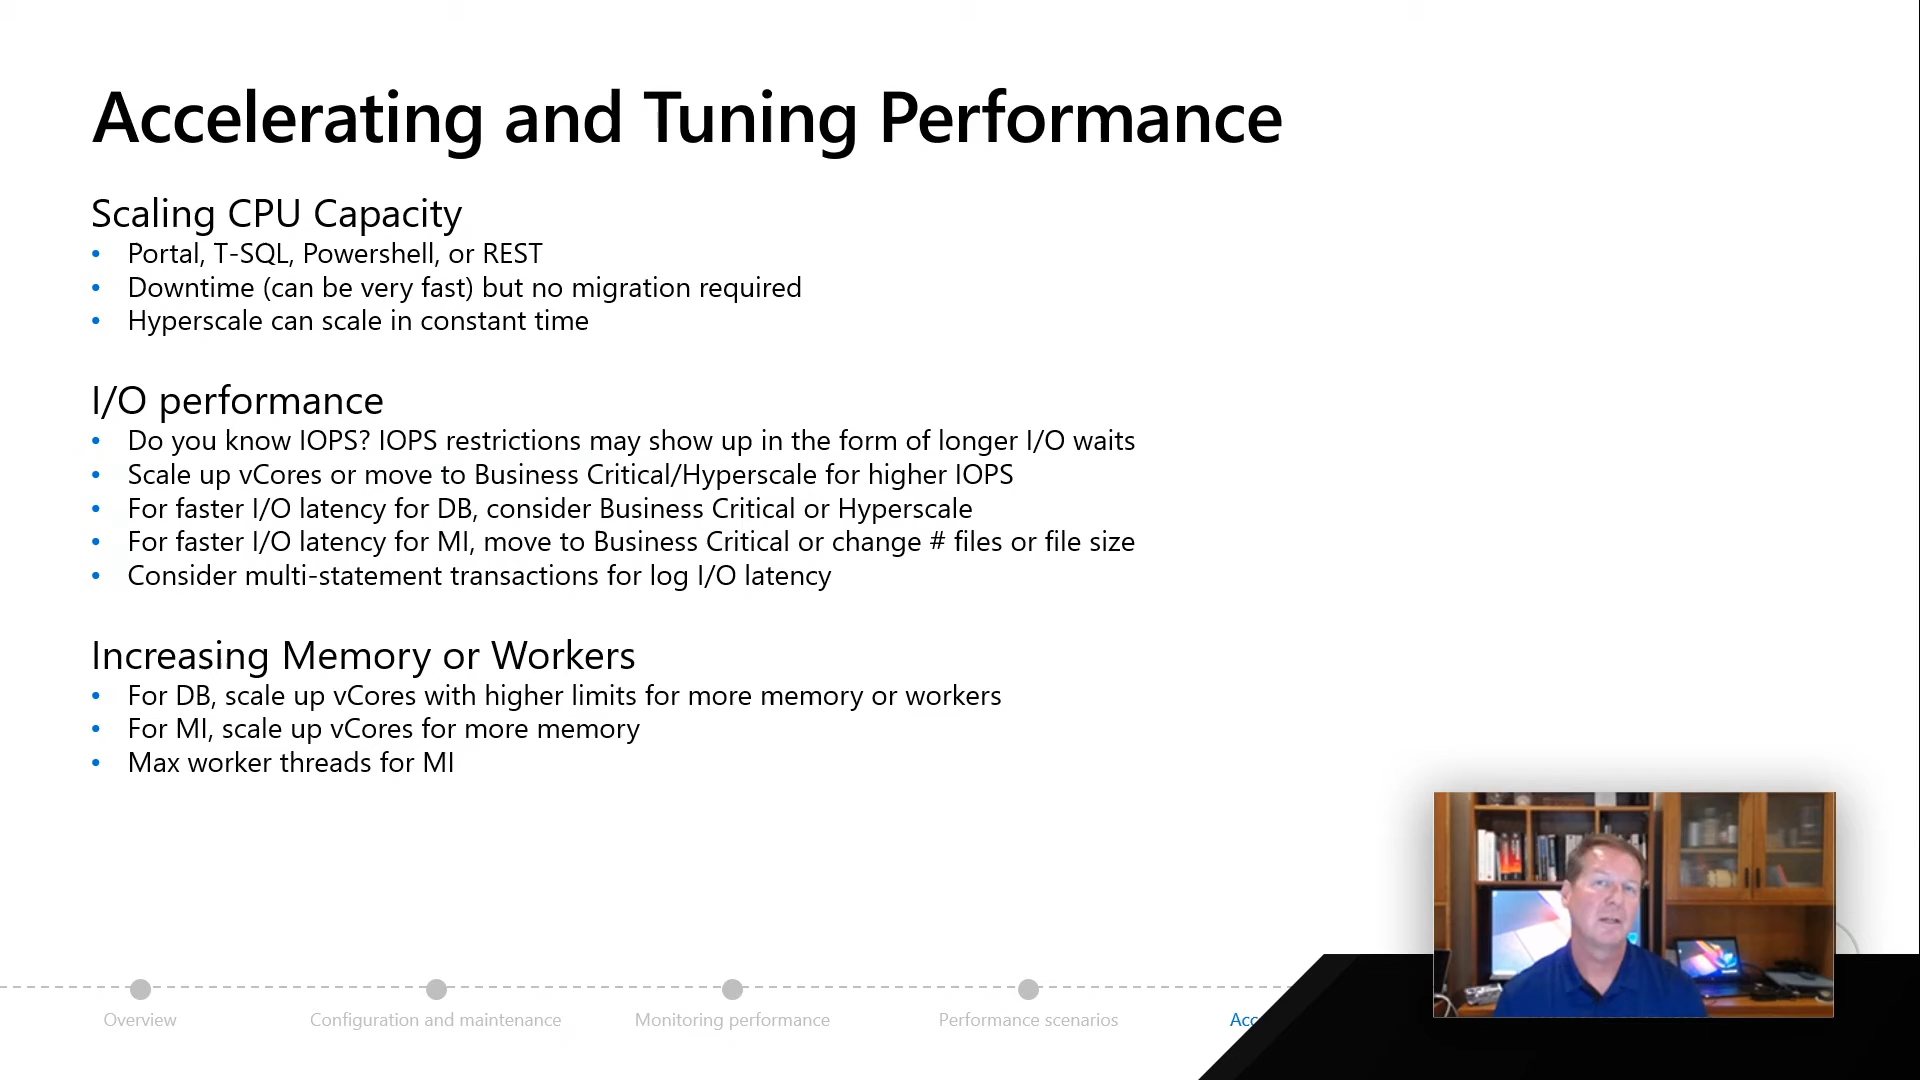 Accelerating and Tuning Performance
Scaling CPU Capacity
• Portal, T-SQL, Powershell, or REST
• Downtime (can be very fast) but no migration required
• Hyperscale can scale in constant time
I/O performance
• Do you know IOPS? IOPS restrictions may show up in the form of longer I/O waits
• Scale up vCores or move to Business Critical/Hyperscale for higher IOPS
• For faster I/O latency for DB, consider Business Critical or Hyperscale
• For faster I/O latency for MI, move to Business Critical or change # files or file size
• Consider multi-statement transactions for log I/O latency
Increasing Memory or Workers
• For DB, scale up vCores with higher limits for more memory or workers
• For MI, scale up vCores for more memory
• Max worker threads for MI
Overview
Configuration and maintenance
Monitoring performance
Performance scenarios
Acc